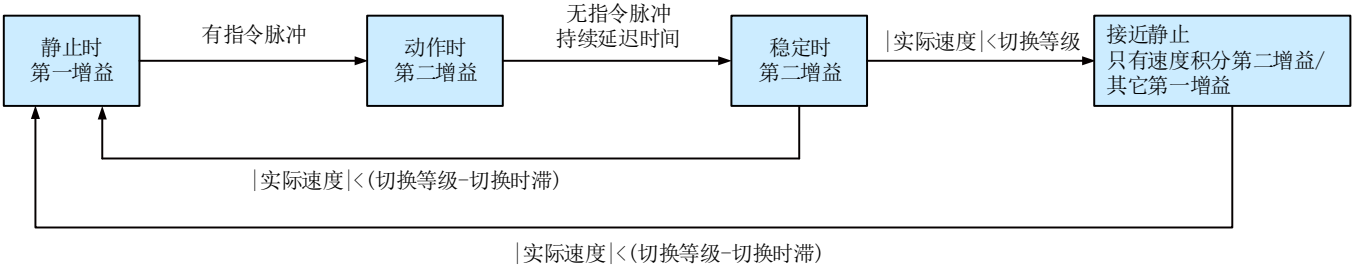 静止时
第一增益
有指令脉冲
动作时
第二增益
无指令脉冲
持续延迟时间
稳定时
第二增益
|实际速度|<切换等级
接近静止
只有速度积分第二增益/
其它第一增益
|实际速度|<(切换等级-切换时滞)
|实际速度|<(切换等级-切换时滞)